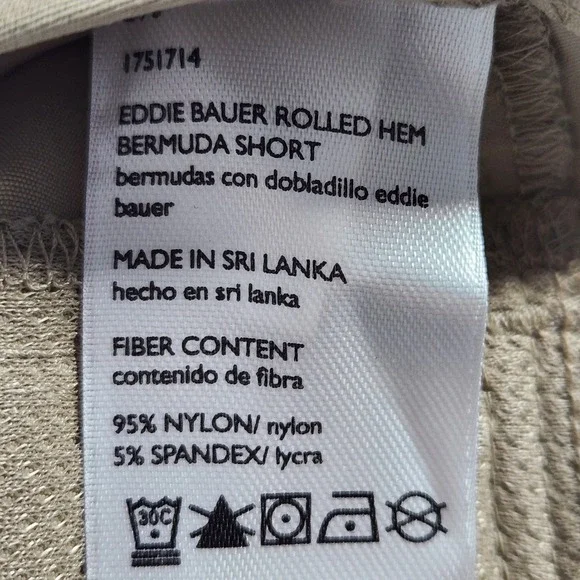 1751714
EDDIE BAUER ROLLED HEM
BERMUDA SHORT
bermudas con dobladillo eddie
bauer
MADE IN SRI LANKA
hecho en sri lanka
FIBER CONTENT
contenido de fibra
95% NYLON/ nylon
5% SPANDEX/ lycra
30C